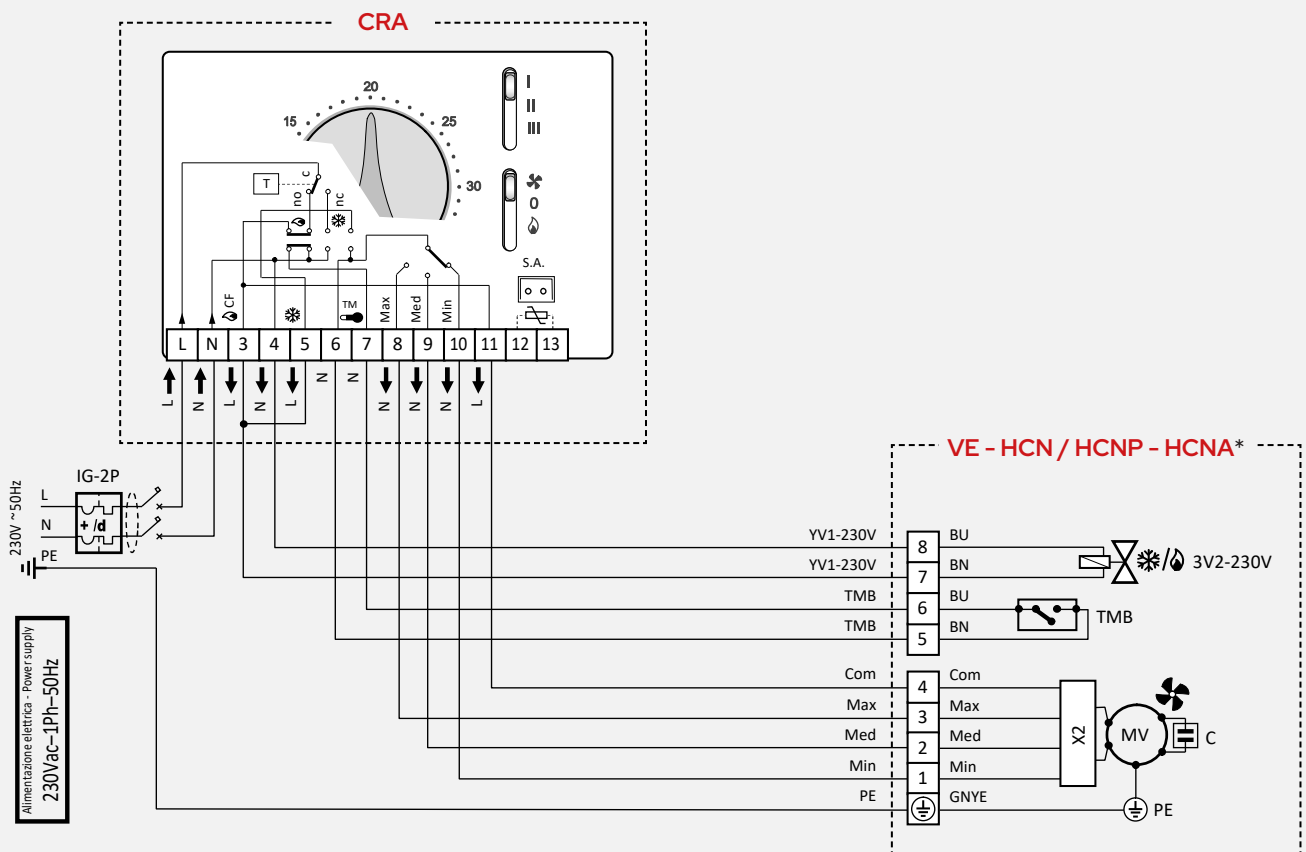 CRA
I
II
III
20
15
25
30
0
T
c
no
nc
S.A.
CF
TM
Max
Med
Min
L N 3 4 5 6 7 8 9 10 11 12 13
L N L N L N N N N N L
VE - HCN / HCNP - HCNA*
IG-2P
230V ~ 50Hz
L
N
+ /d
PE
YV1-230V 8 BU
YV1-230V 7 BN
3V2-230V
TMB 6 BU
TMB 5 BN
TMB
Com 4 Com
Max 3 Max
Med 2 Med
Min 1 Min
PE GNYE
X2
MV
C
PE
Alimentazione elettrica - Power supply
230Vac–1Ph–50Hz